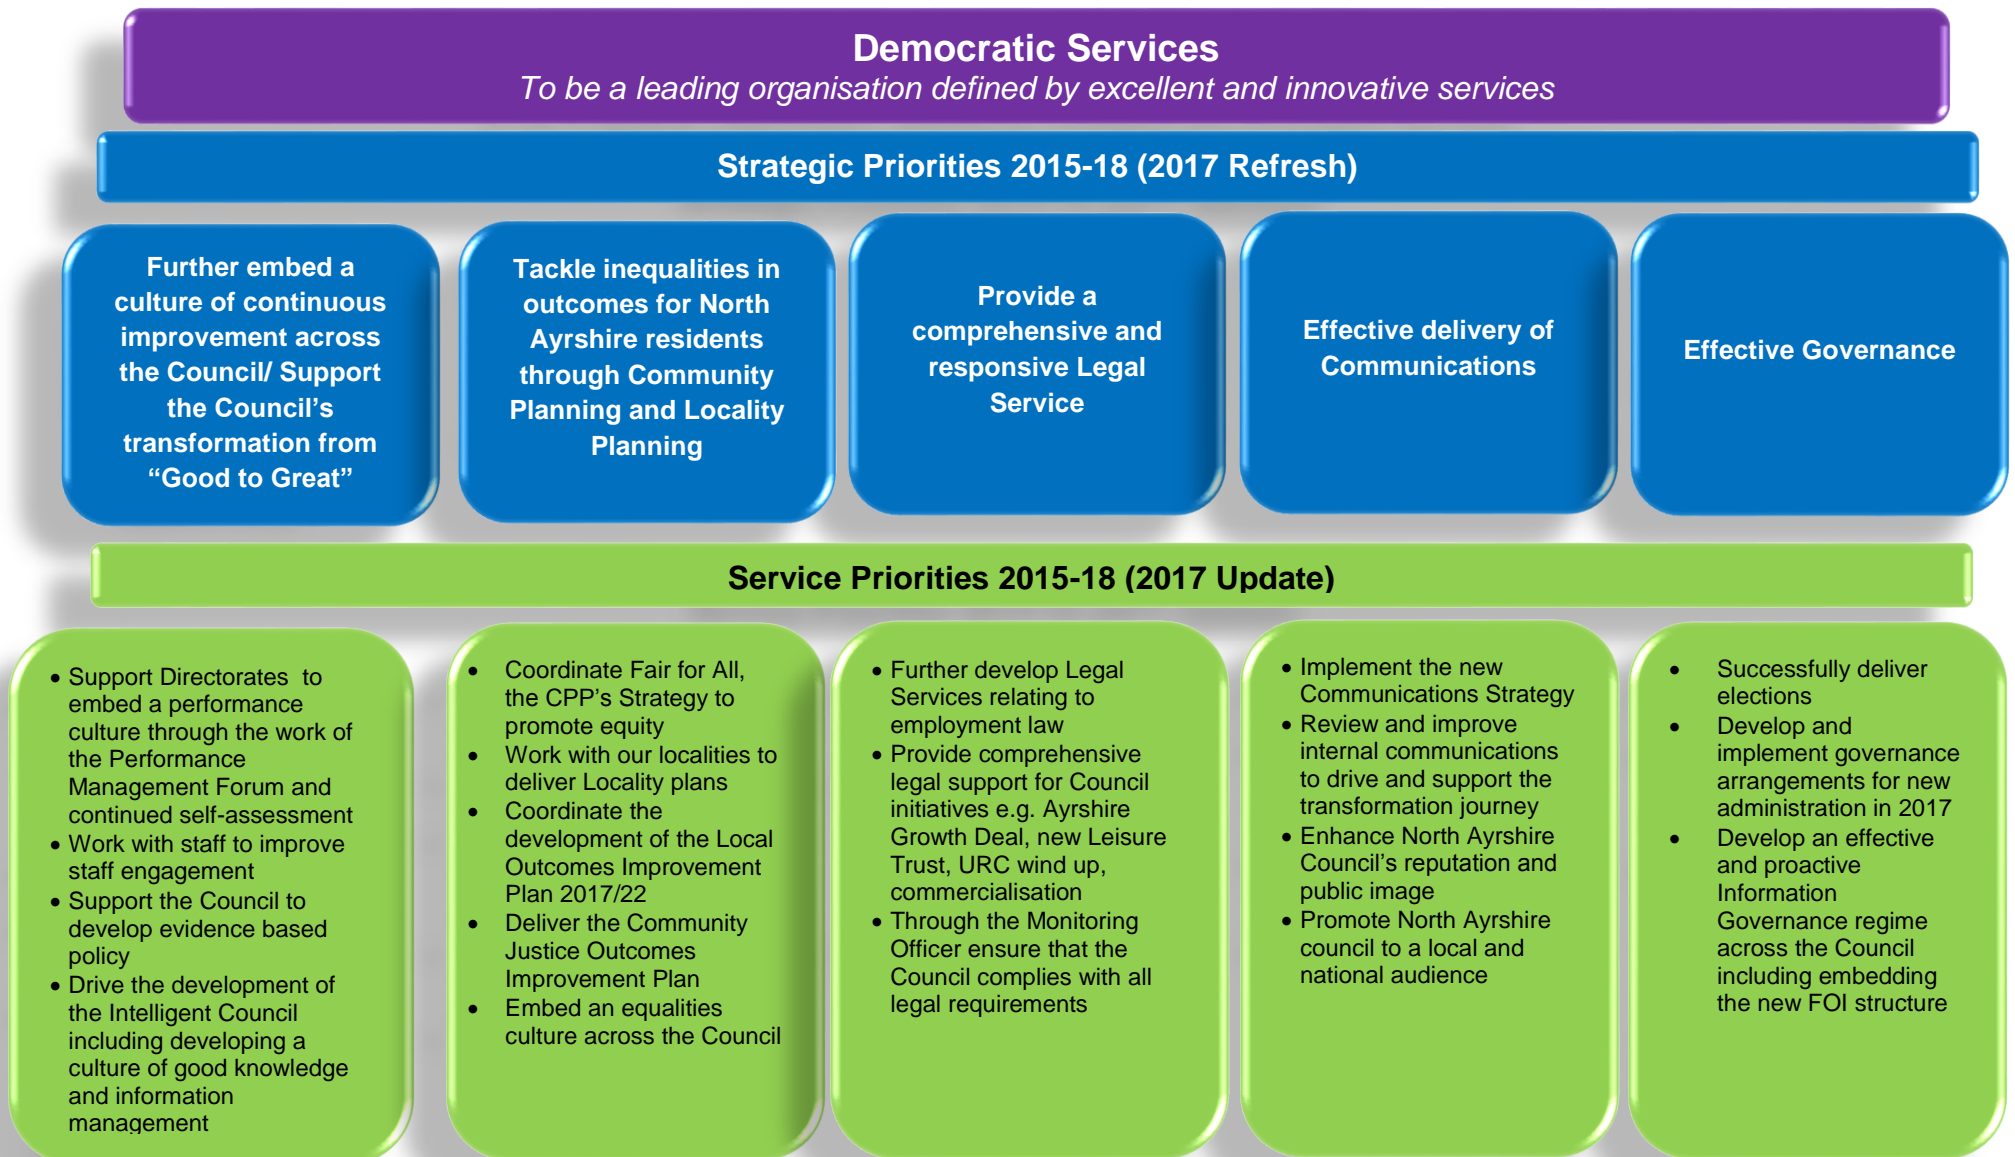 Democratic Services
To be a leading organisation defined by excellent and innovative services
Strategic Priorities 2015-18 (2017 Refresh)
Further embed a
culture of continuous
improvement across
the Council/ Support
the Council’s
transformation from
“Good to Great”
Tackle inequalities in
outcomes for North
Ayrshire residents
through Community
Planning and Locality
Planning
Provide a
comprehensive and
responsive Legal
Service
Effective delivery of
Communications
Effective Governance
Service Priorities 2015-18 (2017 Update)
• Support Directorates to
embed a performance
culture through the work of
the Performance
Management Forum and
continued self-assessment
• Work with staff to improve
staff engagement
• Support the Council to
develop evidence based
policy
• Drive the development of
the Intelligent Council
including developing a
culture of good knowledge
and information
management
• Coordinate Fair for All,
the CPP’s Strategy to
promote equity
• Work with our localities to
deliver Locality plans
• Coordinate the
development of the Local
Outcomes Improvement
Plan 2017/22
• Deliver the Community
Justice Outcomes
Improvement Plan
• Embed an equalities
culture across the Council
• Further develop Legal
Services relating to
employment law
• Provide comprehensive
legal support for Council
initiatives e.g. Ayrshire
Growth Deal, new Leisure
Trust, URC wind up,
commercialisation
• Through the Monitoring
Officer ensure that the
Council complies with all
legal requirements
• Implement the new
Communications Strategy
• Review and improve
internal communications
to drive and support the
transformation journey
• Enhance North Ayrshire
Council’s reputation and
public image
• Promote North Ayrshire
council to a local and
national audience
• Successfully deliver
elections
• Develop and
implement governance
arrangements for new
administration in 2017
• Develop an effective
and proactive
Information
Governance regime
across the Council
including embedding
the new FOI structure